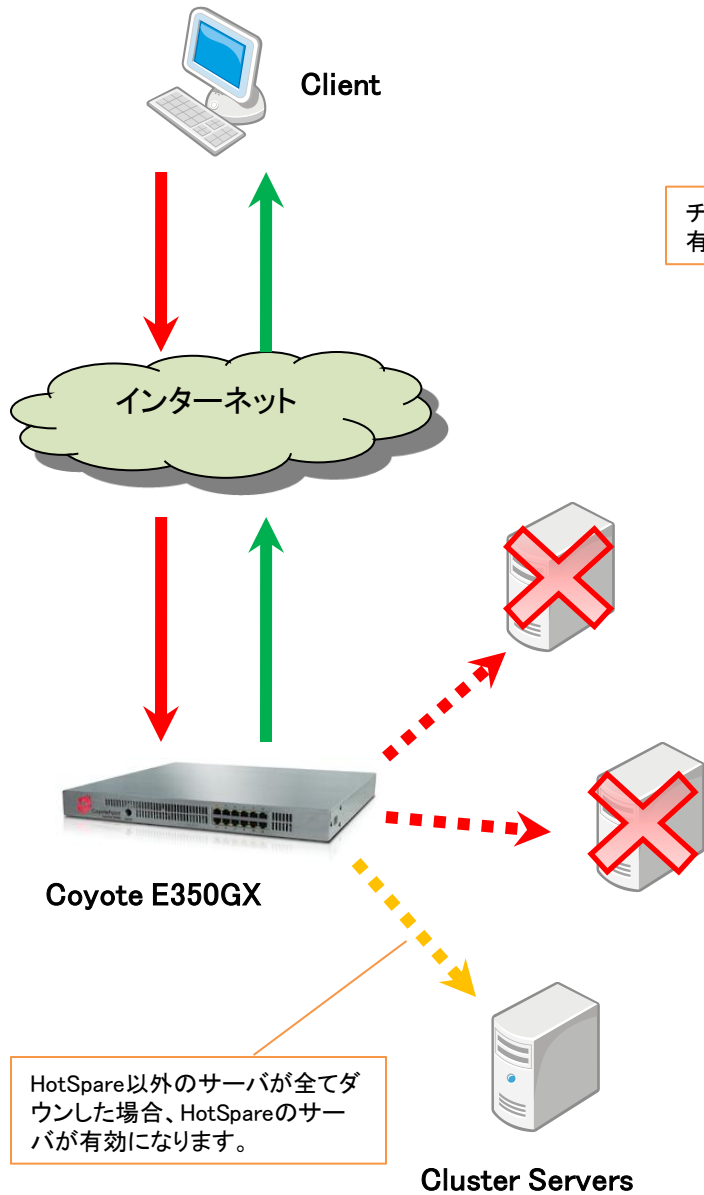 Client
チ
有
インターネット
Coyote E350GX
HotSpare以外のサーバが全てダ
ウンした場合、HotSpareのサー
バが有効になります。
Cluster Servers